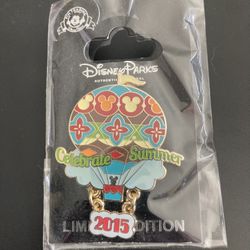 Disney PARKS
AUTHENTIC
Celebrate Summer
2015
LIMITED EDITION